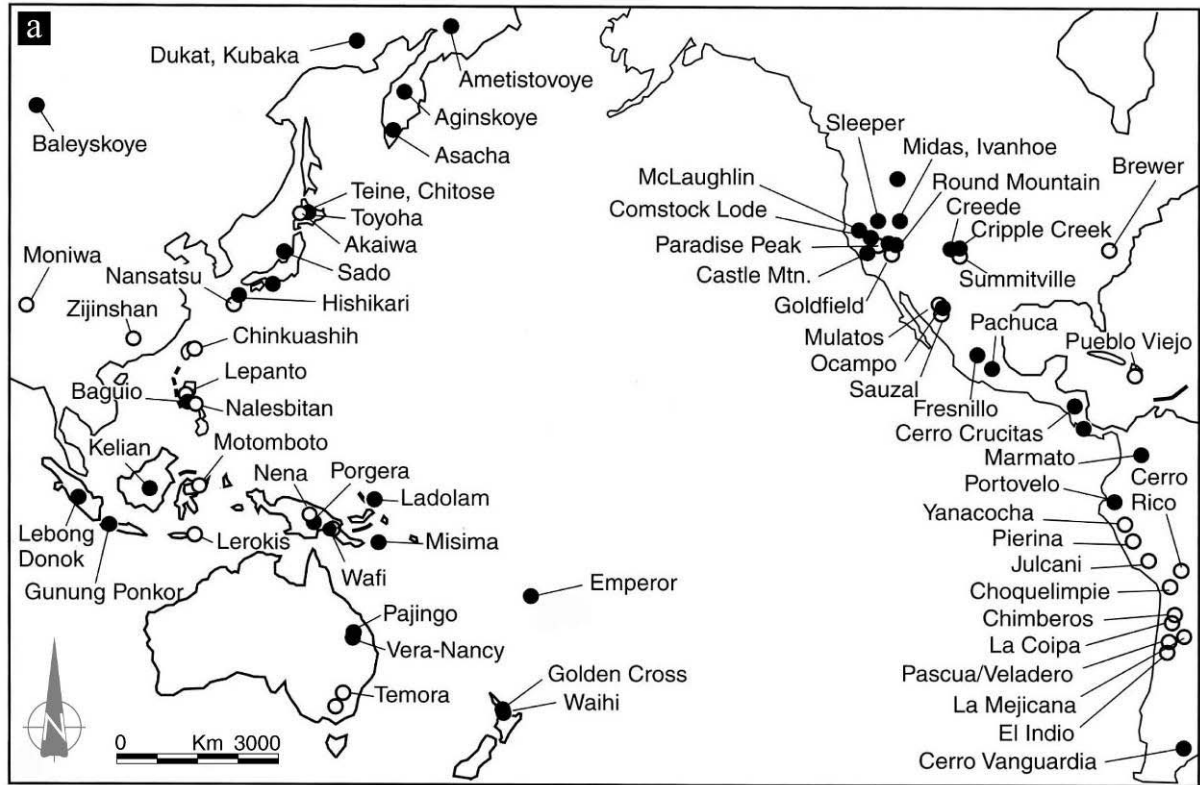 a
Dukat, Kubaka
Ametistovoye
Aginskoye
Baleyskoye
Asacha
Teine, Chitose
Toyoha
Akaiwa
Moniwa
Nansatsu
Sado
Hishikari
Zijinshan
Chinkuashih
Lepanto
Baguio
Nalesbitan
Kelian
Motomboto
Nena
Porgera
Ladolam
Lebong
Donok
Lerokis
Misima
Wafi
Gunung Ponkor
Emperor
Pajingo
Vera-Nancy
Temora
Golden Cross
Waihi
0 Km 3000
Sleeper
Midas, Ivanhoe
McLaughlin
Round Mountain
Brewer
Comstock Lode
Creede
Cripple Creek
Paradise Peak
Castle Mtn.
Summitville
Goldfield
Mulatos
Pachuca
Ocampo
Pueblo Viejo
Sauzal
Fresnillo
Cerro Crucitas
Marmato
Cerro
Rico
Portovelo
Yanacocha
Pierina
Julcani
Choquelimpie
Chimberos
La Coipa
Pascua/Veladero
La Mejicana
El Indio
Cerro Vanguardia